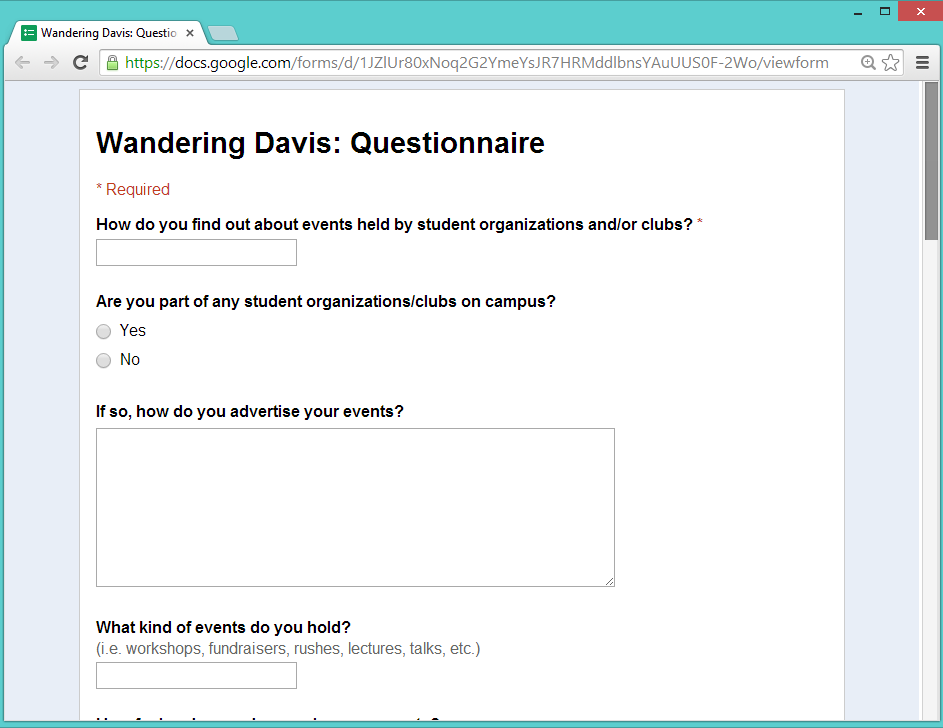 Wandering Davis: Questio
https://docs.google.com/forms/d/1JZlUr80xNoq2G2YmeYsJR7HRMddlbnsYAuUUS0F-2Wo/viewform
Wandering Davis: Questionnaire
* Required
How do you find out about events held by student organizations and/or clubs? *
Are you part of any student organizations/clubs on campus?
Yes
No
If so, how do you advertise your events?
What kind of events do you hold?
(i.e. workshops, fundraisers, rushes, lectures, talks, etc.)